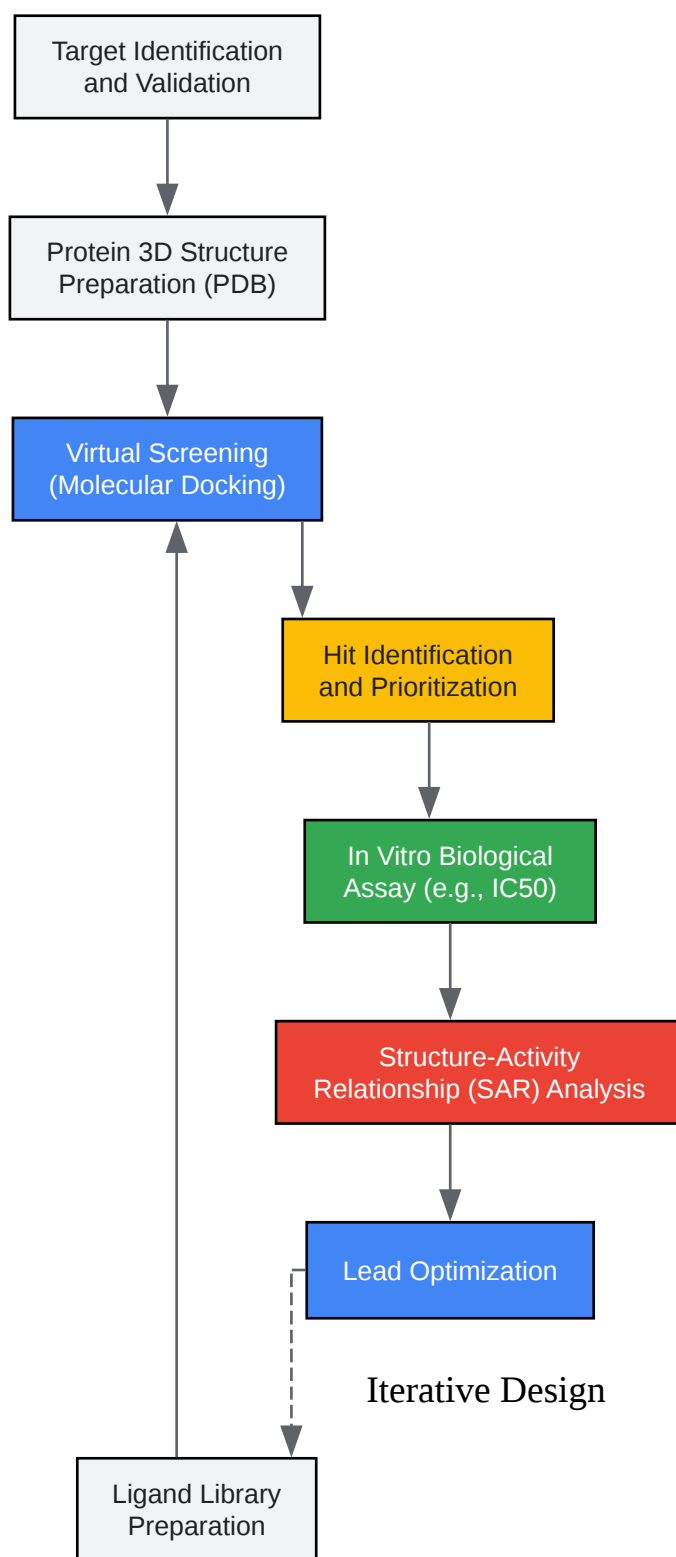 Target Identification
and Validation
Protein 3D Structure
Preparation (PDB)
Virtual Screening
(Molecular Docking)
Hit Identification
and Prioritization
In Vitro Biological
Assay (e.g., IC50)
Structure-Activity
Relationship (SAR) Analysis
Lead Optimization
Iterative Design
Ligand Library
Preparation